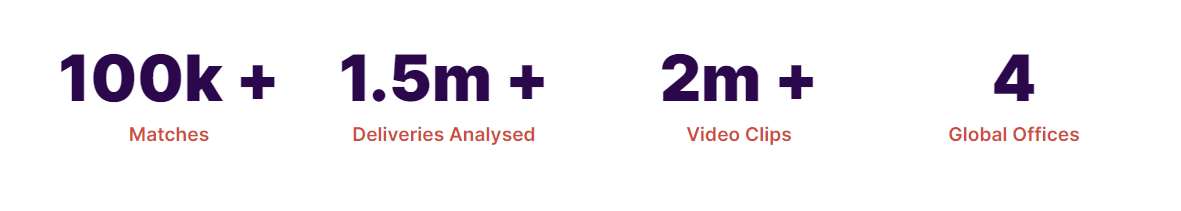 100k + 1.5m + 2m + 4
Matches Deliveries Analysed Video Clips Global Offices